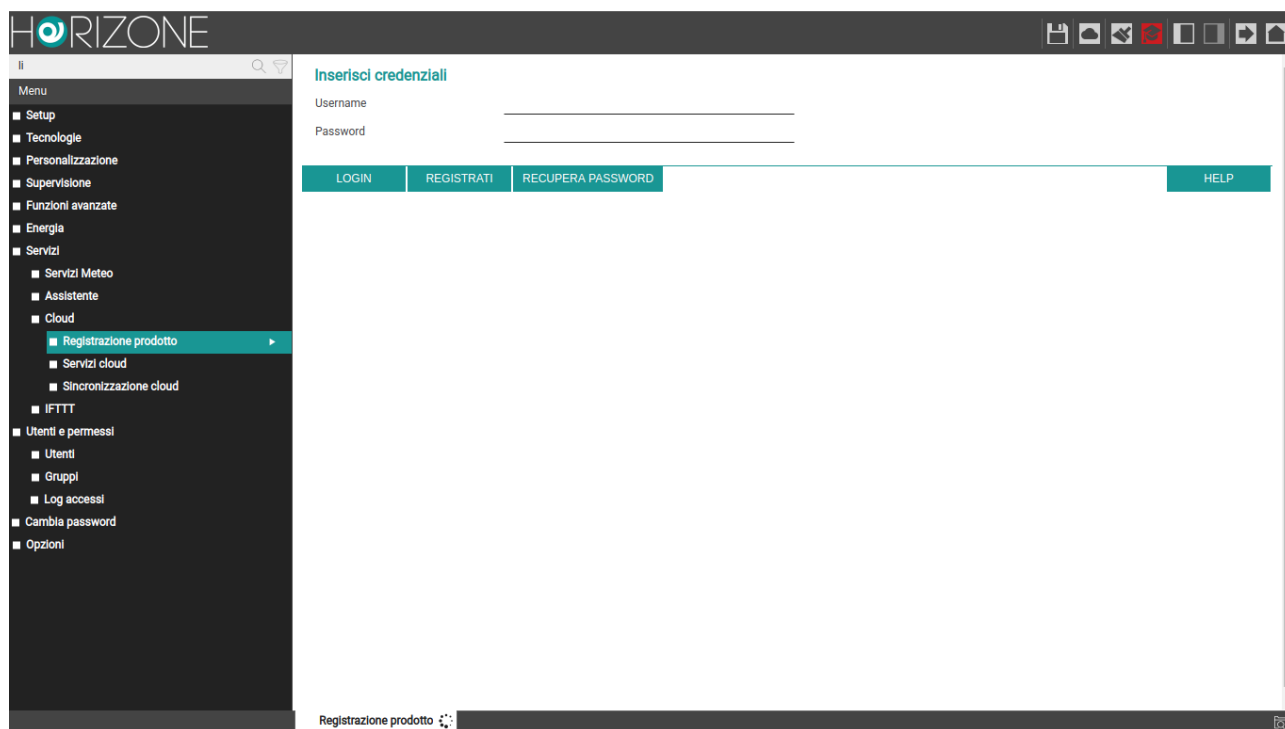 HORIZONE
li
Menu
Setup
Tecnologie
Personalizzazione
Supervisione
Funzioni avanzate
Energia
Servizi
Servizi Meteo
Assistente
Cloud
Registrazione prodotto
Servizi cloud
Sincronizzazione cloud
IFTTT
Utenti e permessi
Utenti
Gruppi
Log accessi
Cambia password
Opzioni
Inserisci credenziali
Username
Password
LOGIN REGISTRATI RECUPERA PASSWORD HELP
Registrazione prodotto